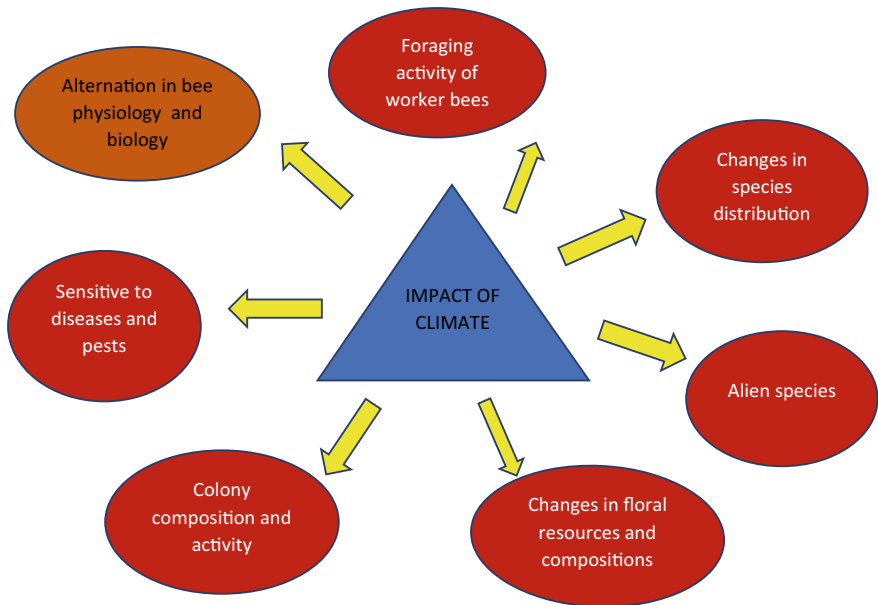 Foraging
activity of
worker bees
Alternation in bee
physiology and
biology
Changes in
species
distribution
Sensitive to
diseases and
pests
IMPACT OF
CLIMATE
Alien species
Colony
composition and
activity
Changes in floral
resources and
compositions